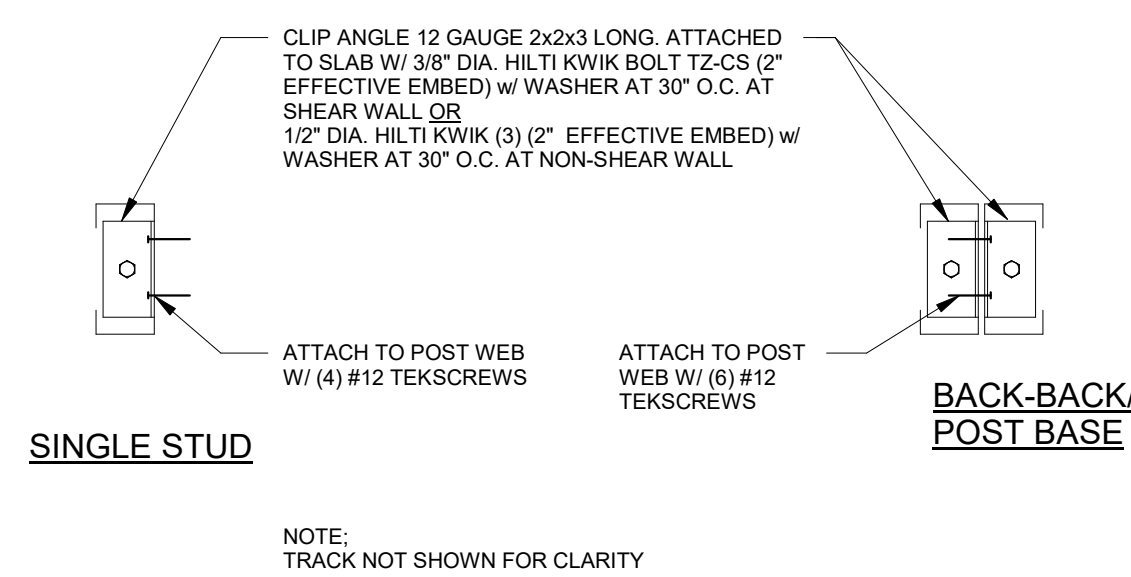 CLIP ANGLE 12 GAUGE 2x2x3 LONG. ATTACHED
TO SLAB W/ 3/8" DIA. HILTI KWIK BOLT TZ-CS (2"
EFFECTIVE EMBED) w/ WASHER AT 30" O.C. AT
SHEAR WALL OR
1/2" DIA. HILTI KWIK (3) (2" EFFECTIVE EMBED) w/
WASHER AT 30" O.C. AT NON-SHEAR WALL
ATTACH TO POST WEB
W/ (4) #12 TEKSCREWS
ATTACH TO POST
WEB W/ (6) #12
TEKSCREWS
SINGLE STUD
BACK-BACK/
POST BASE
NOTE;
TRACK NOT SHOWN FOR CLARITY